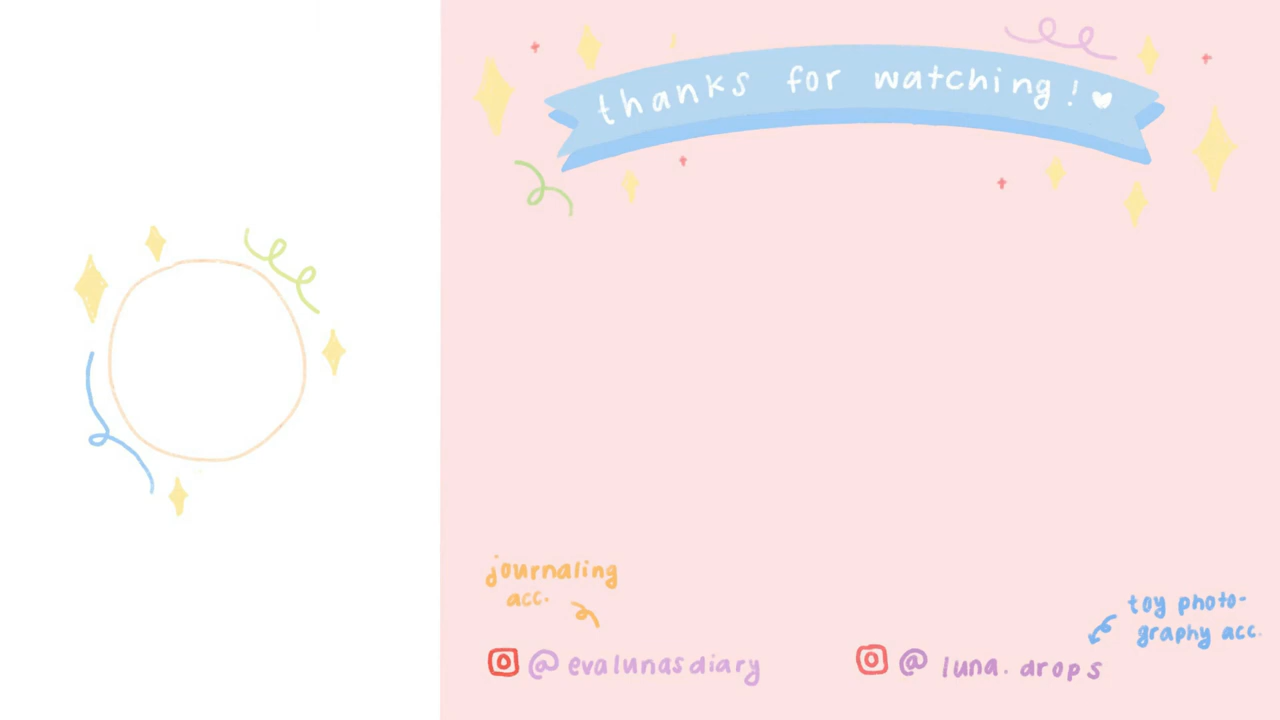 thanks for watching!
journaling
acc.
toy photo-
graphy acc.
@evalunasdiary
@luna.drops